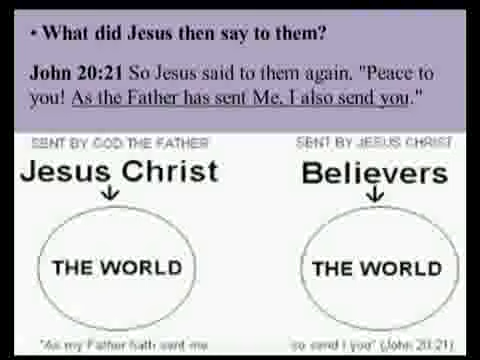 • What did Jesus then say to them?
John 20:21 So Jesus said to them again, "Peace to
you! As the Father has sent Me, I also send you."
SENT BY GOD THE FATHER
Jesus Christ
THE WORLD
"As my Father hath sent me
SENT BY JESUS CHRIST
Believers
THE WORLD
so send I you" (John 20:21)